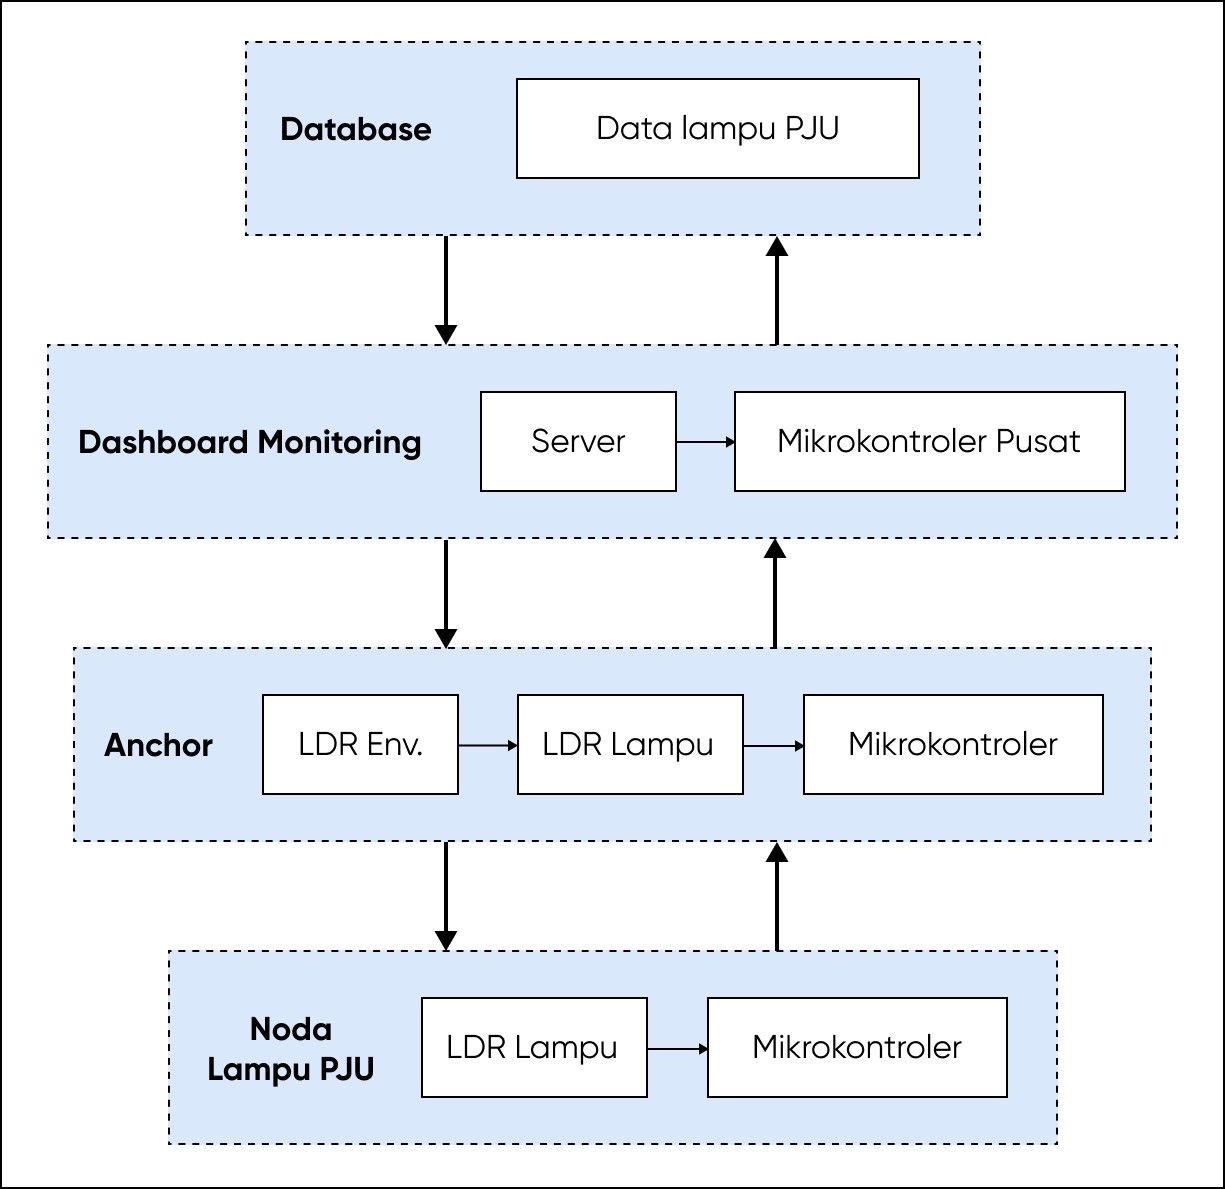 Database
Data lampu PJU
Dashboard Monitoring
Server
Mikrokontroler Pusat
Anchor
LDR Env.
LDR Lampu
Mikrokontroler
Noda
Lampu PJU
LDR Lampu
Mikrokontroler